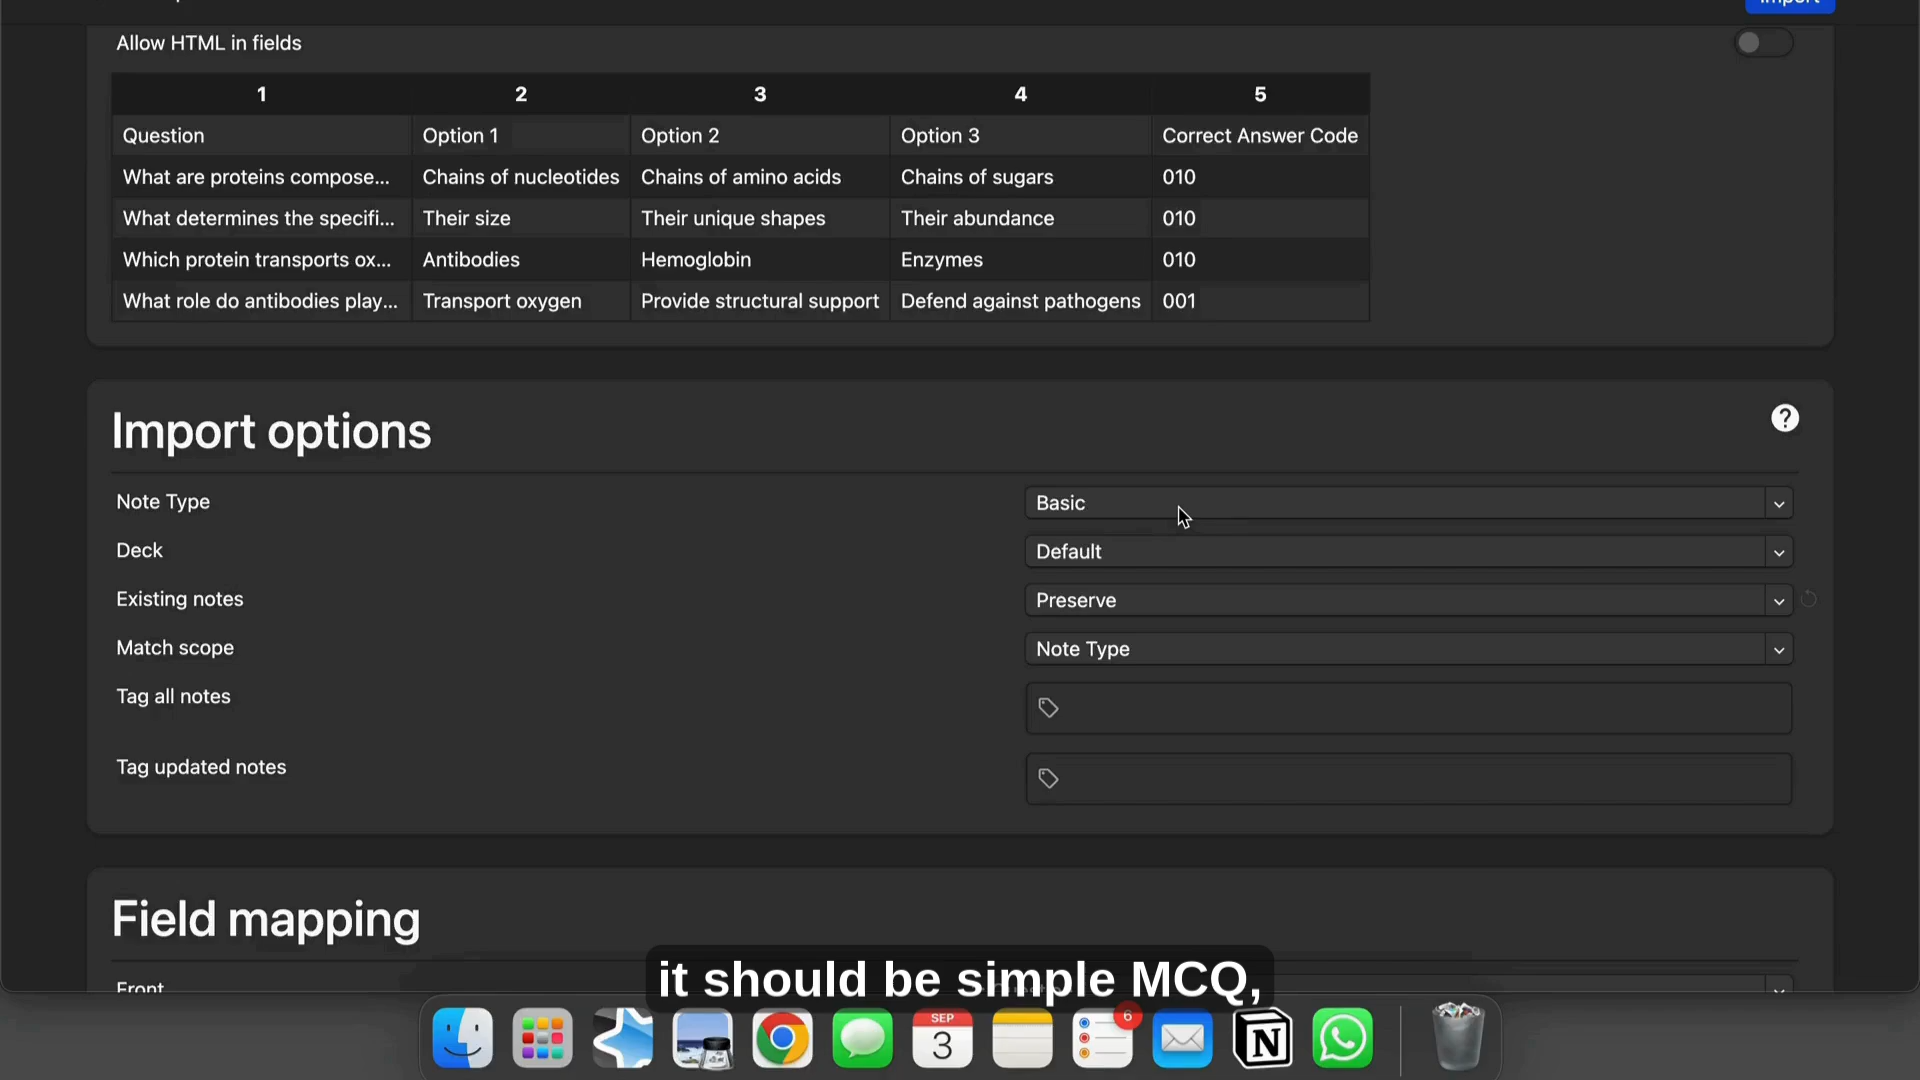 Import
Allow HTML in fields
1 2 3 4 5
Question Option 1 Option 2 Option 3 Correct Answer Code
What are proteins compose... Chains of nucleotides Chains of amino acids Chains of sugars 010
What determines the specifi... Their size Their unique shapes Their abundance 010
Which protein transports ox... Antibodies Hemoglobin Enzymes 010
What role do antibodies play... Transport oxygen Provide structural support Defend against pathogens 001
Import options ?
Note Type Basic
Deck Default
Existing notes Preserve
Match scope Note Type
Tag all notes
Tag updated notes
Field mapping
Front
it should be simple MCQ,
SEP
3
6
N